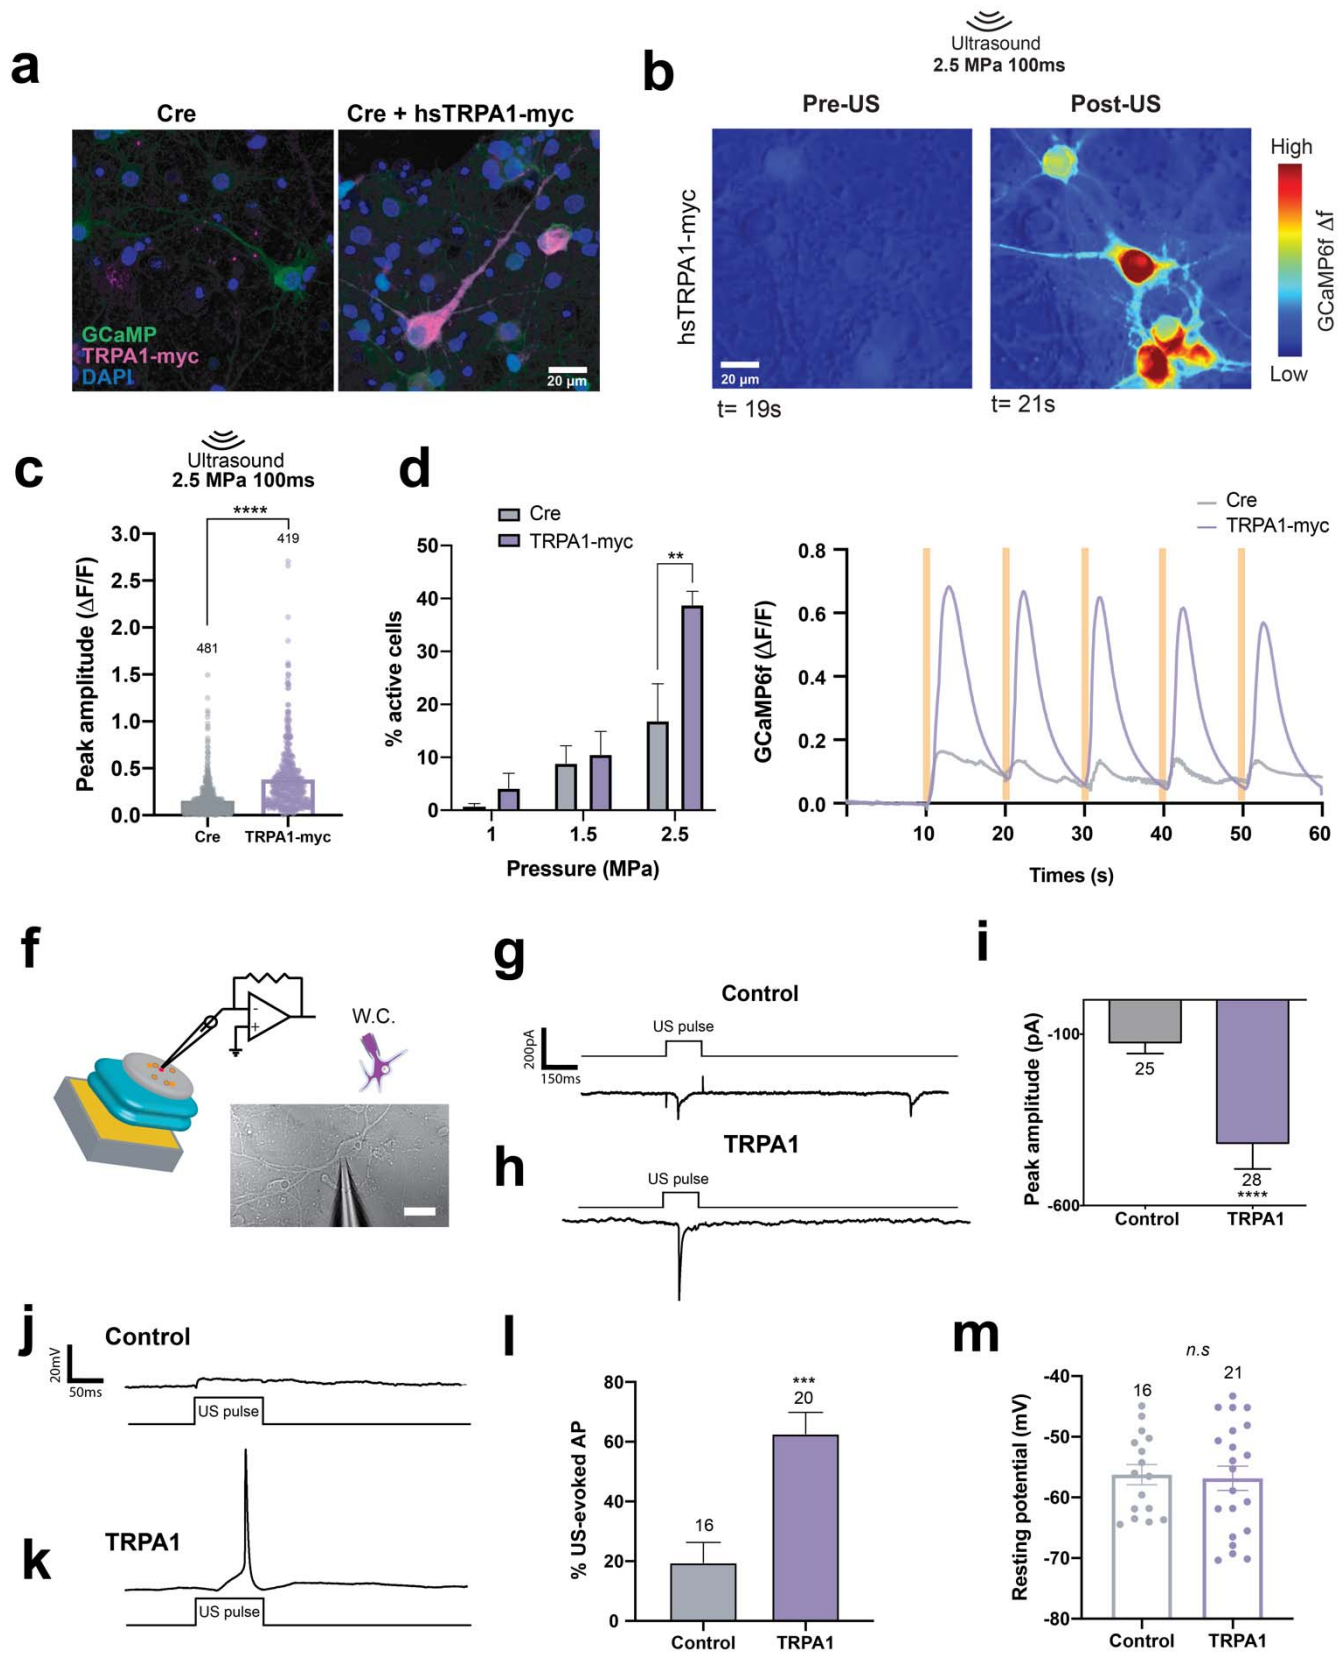 a
Cre
Cre + hsTRPA1-myc
GCaMP
TRPA1-myc
DAPI
20 µm
b
Ultrasound
2.5 MPa 100ms
Pre-US
Post-US
hsTRPA1-myc
20 µm
t= 19s
t= 21s
High
Low
GCaMP6f Δf
c
Ultrasound
2.5 MPa 100ms
****
481
419
3.0
2.5
2.0
1.5
1.0
0.5
0.0
Peak amplitude (ΔF/F)
Cre
TRPA1-myc
d
Cre
TRPA1-myc
**
50
40
30
20
10
0
% active cells
1
1.5
2.5
Pressure (MPa)
Cre
TRPA1-myc
0.8
0.6
0.4
0.2
0.0
GCaMP6f (ΔF/F)
10
20
30
40
50
60
Times (s)
f
-
+
W.C.
g
Control
US pulse
200pA
150ms
h
TRPA1
US pulse
i
Peak amplitude (pA)
-100
-600
25
28
****
Control
TRPA1
j
Control
20mV
50ms
US pulse
k
TRPA1
US pulse
l
% US-evoked AP
80
60
40
20
0
16
***
20
Control
TRPA1
m
n.s
16
21
-40
-50
-60
-70
-80
Resting potential (mV)
Control
TRPA1